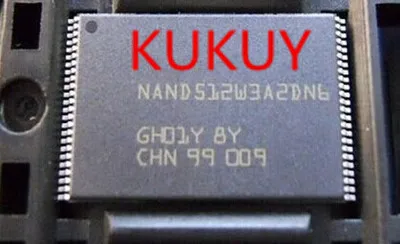 KUKUY
NAND512W3A2DN6
GH01Y 8Y
CHN 99 009